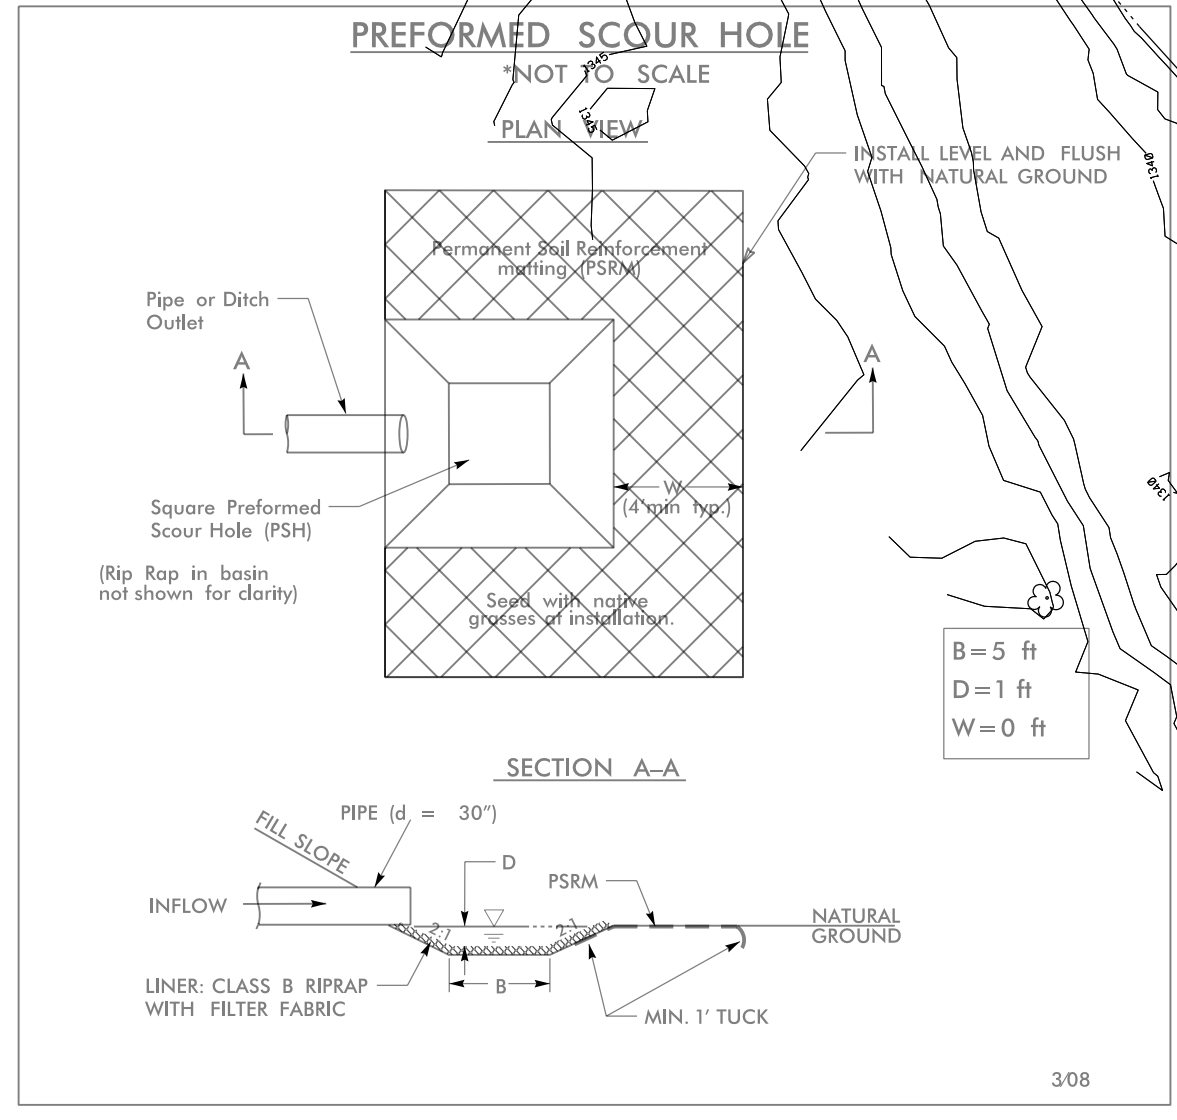 PREFORMED SCOUR HOLE
*NOT TO SCALE
PLAN VIEW
1345
1345
INSTALL LEVEL AND FLUSH
WITH NATURAL GROUND
1340
Permanent Soil Reinforcement
matting (PSRM)
Pipe or Ditch
Outlet
A
A
W
(4'min typ.)
Square Preformed
Scour Hole (PSH)
1340
(Rip Rap in basin
not shown for clarity)
Seed with native
grasses at installation.
B=5 ft
D=1 ft
W=0 ft
SECTION A-A
PIPE (d = 30")
FILL SLOPE
D
PSRM
INFLOW
NATURAL
GROUND
2:1
2:1
LINER: CLASS B RIPRAP
WITH FILTER FABRIC
B
MIN. 1' TUCK
3/08